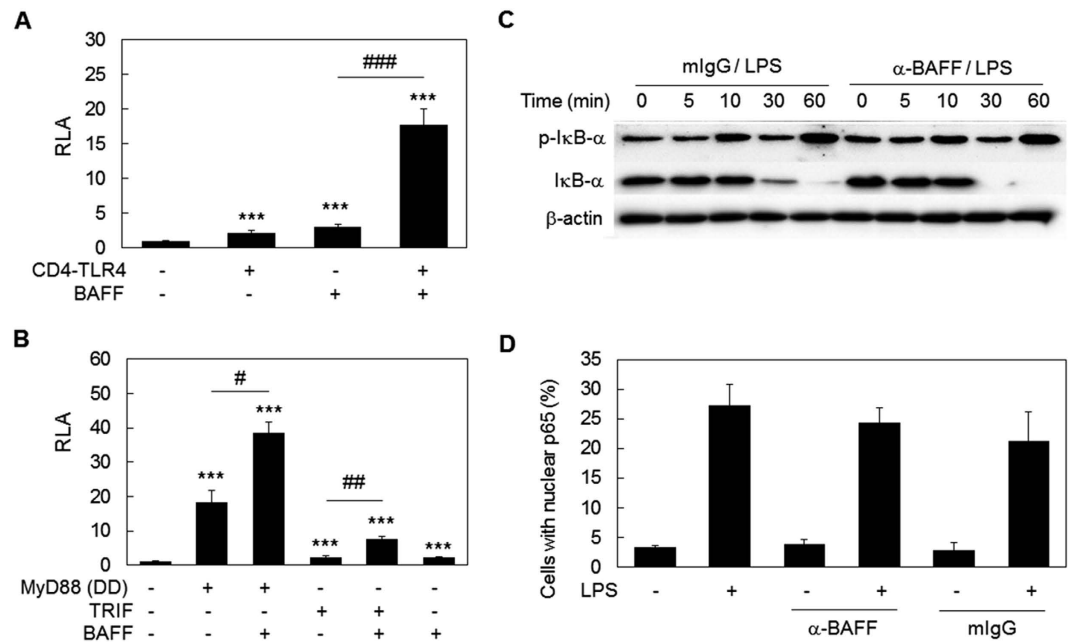 A
30
25
20
15
10
5
0
RLA
###
***
***
***
CD4-TLR4 - + - +
BAFF - - + +
B
60
50
40
30
20
10
0
RLA
#
***
***
##
***
***
***
MyD88 (DD) - + + - - -
TRIF - - - + + -
BAFF - - + - + +
C
mIgG / LPS α-BAFF / LPS
Time (min) 0 5 10 30 60 0 5 10 30 60
p-IκB-α
IκB-α
β-actin
D
35
30
25
20
15
10
5
0
Cells with nuclear p65 (%)
LPS - + - + - +
α-BAFF mIgG